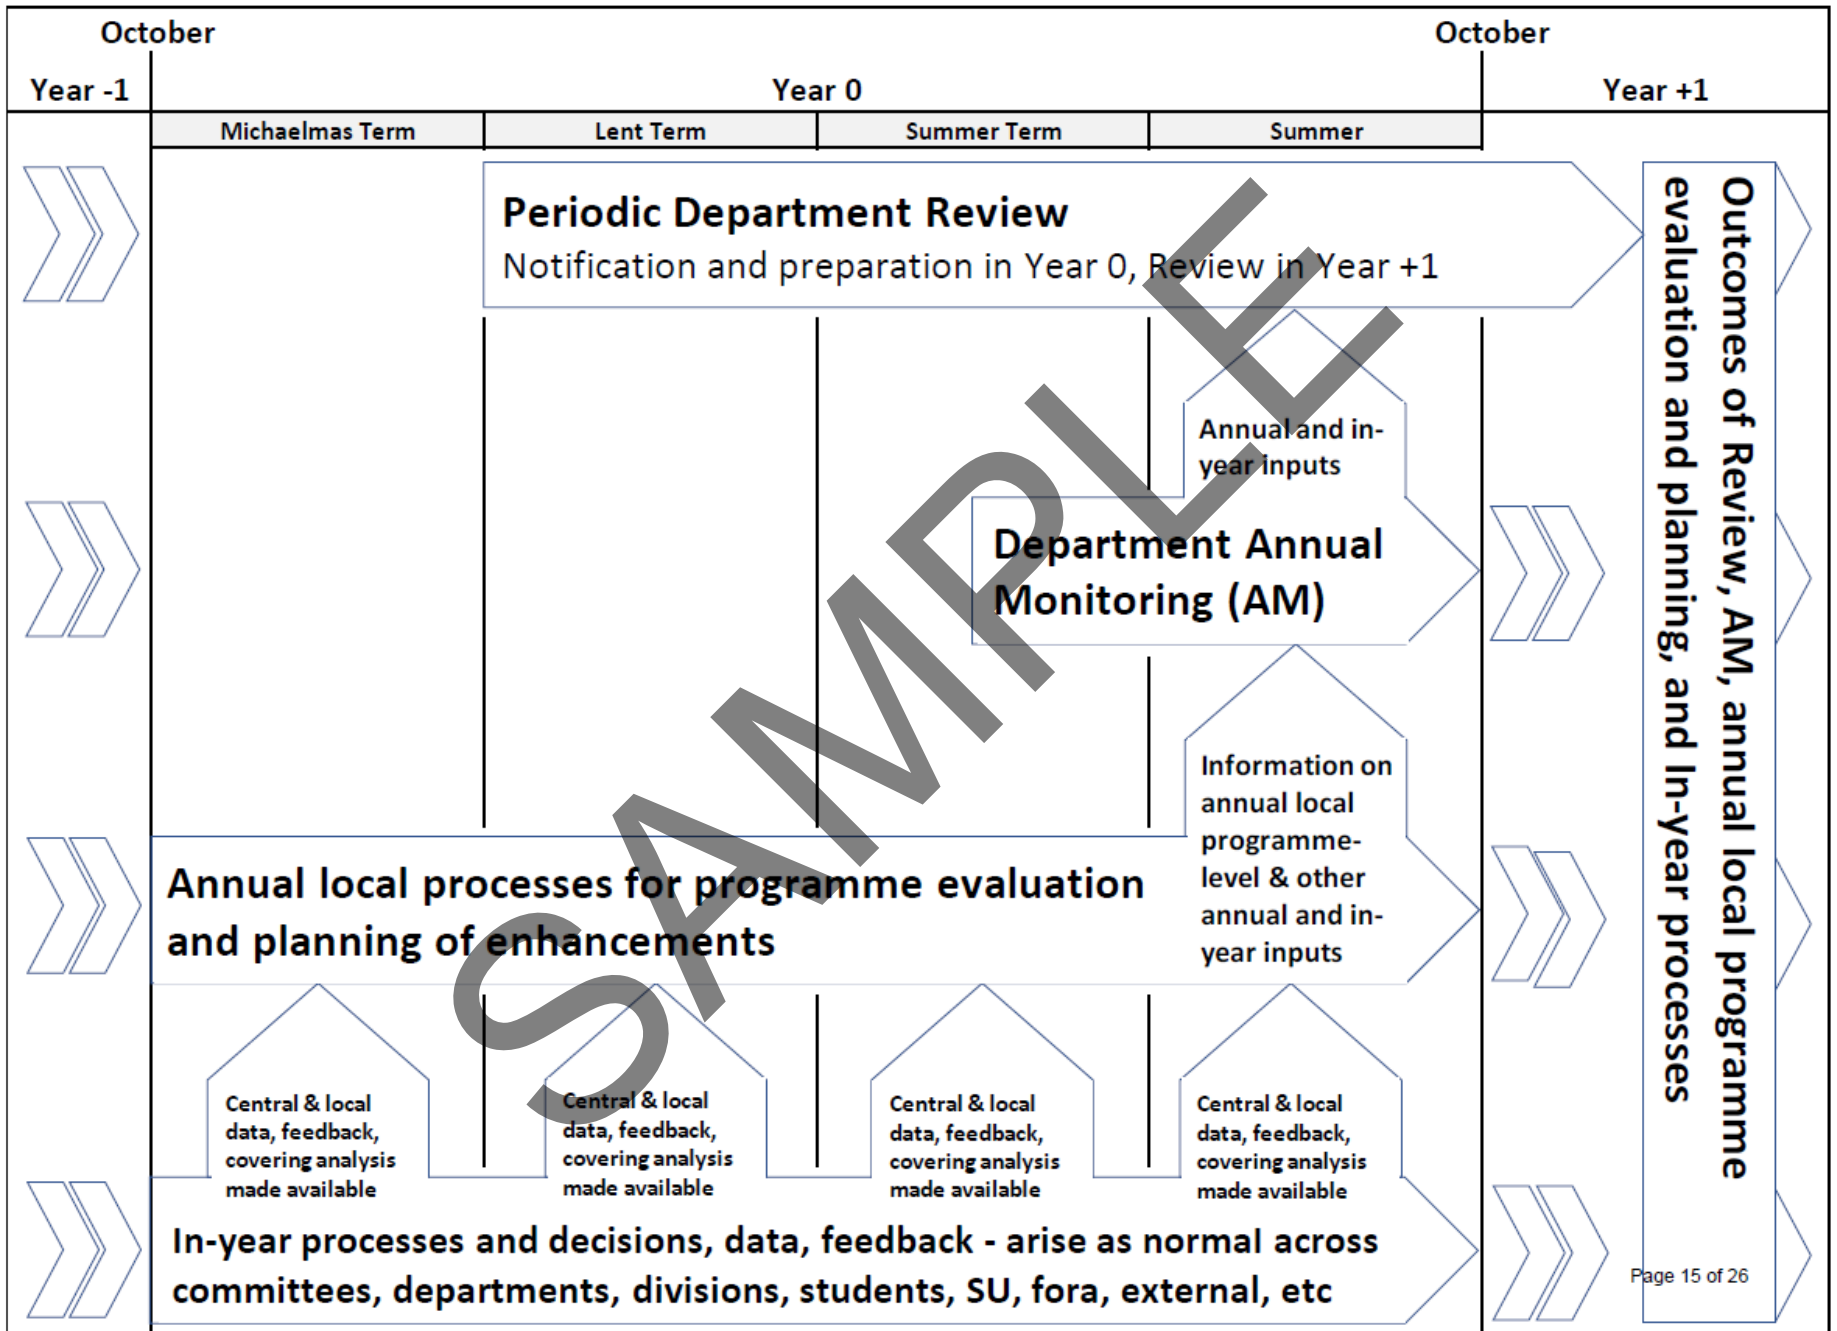 October
October
Year -1
Year 0
Year +1
Michaelmas Term
Lent Term
Summer Term
Summer
Periodic Department Review
Notification and preparation in Year 0, Review in Year +1
Annual and in-
year inputs
Department Annual
Monitoring (AM)
Information on
annual local
programme-
level & other
annual and in-
year inputs
Annual local processes for programme evaluation
and planning of enhancements
Central & local
data, feedback,
covering analysis
made available
Central & local
data, feedback,
covering analysis
made available
Central & local
data, feedback,
covering analysis
made available
Central & local
data, feedback,
covering analysis
made available
In-year processes and decisions, data, feedback - arise as normal across
committees, departments, divisions, students, SU, fora, external, etc
Outcomes of Review, AM, annual local programme
evaluation and planning, and In-year processes
Page 15 of 26
SAMPLE